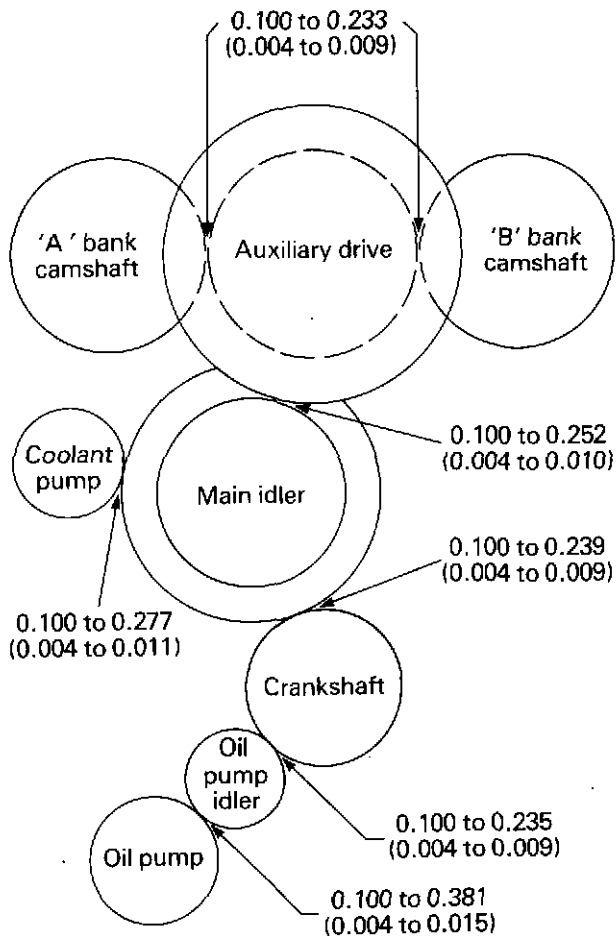 0.100 to 0.233
(0.004 to 0.009)
'A' bank
camshaft
Auxiliary drive
'B' bank
camshaft
0.100 to 0.252
(0.004 to 0.010)
Coolant
pump
Main idler
0.100 to 0.239
(0.004 to 0.009)
0.100 to 0.277
(0.004 to 0.011)
Crankshaft
Oil
pump
idler
0.100 to 0.235
(0.004 to 0.009)
Oil pump
0.100 to 0.381
(0.004 to 0.015)